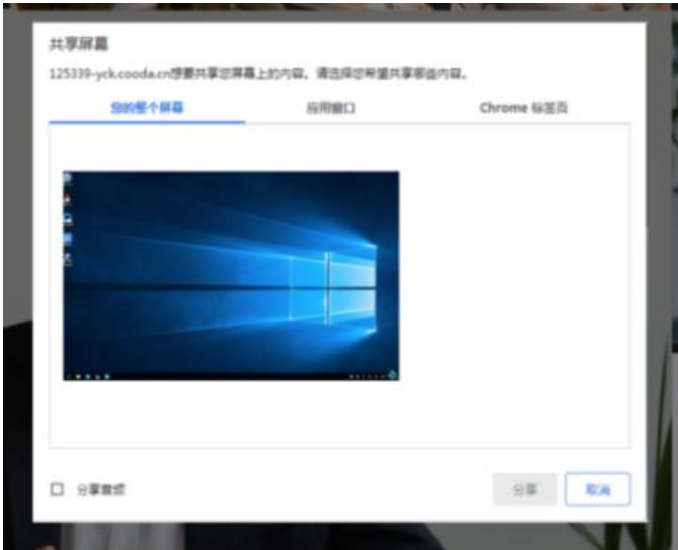 共享屏幕
125339-yck.cooda.cn想要共享您屏幕上的内容。请选择您希望共享哪些内容。
您的整个屏幕
应用窗口
Chrome 标签页
分享音频
分享
取消